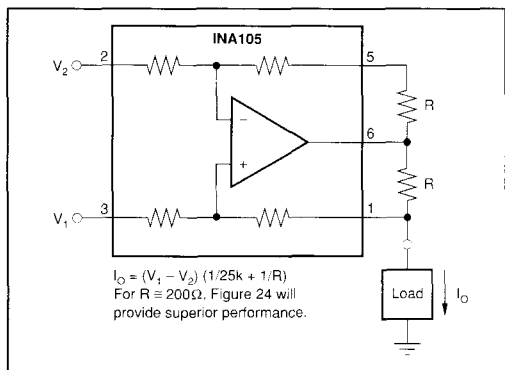 INA105
2
5
V2
R
6
R
3
1
V1
IO = (V1 – V2) (1/25k + 1/R)
For R ≅ 200Ω, Figure 24 will
provide superior performance.
Load
IO